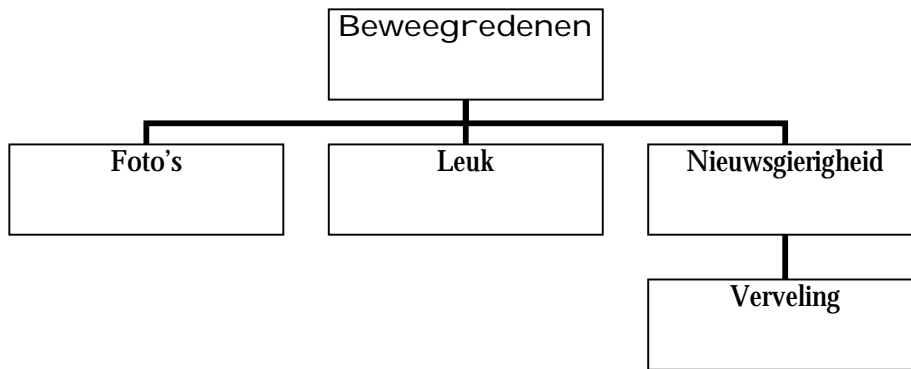 Beweegredenen
Foto's
Leuk
Nieuwsgierigheid
Verveling